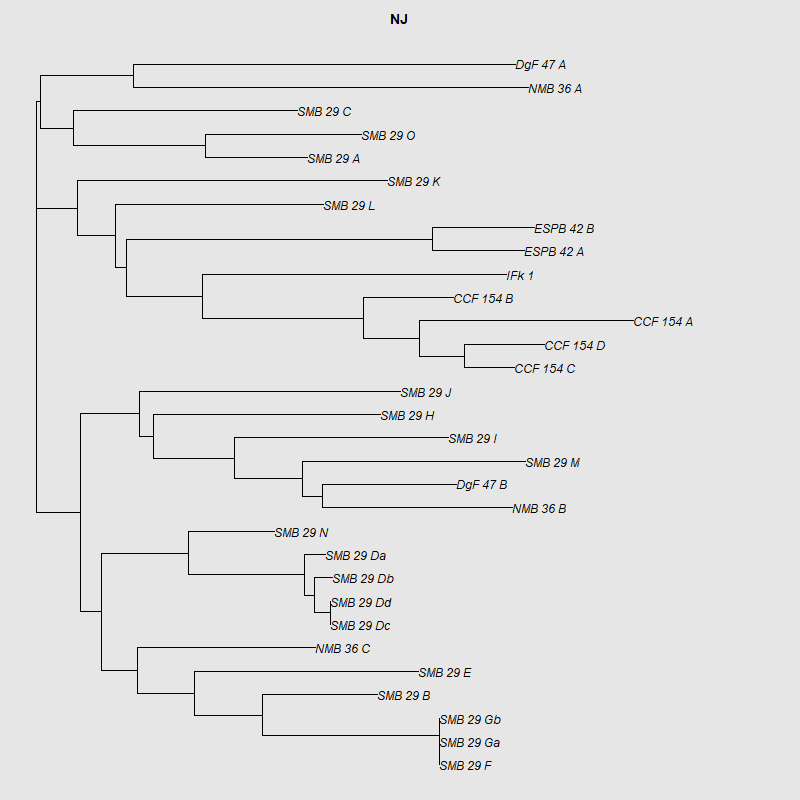 NJ
DgF 47 A
NMB 36 A
SMB 29 C
SMB 29 O
SMB 29 A
SMB 29 K
SMB 29 L
ESPB 42 B
ESPB 42 A
IFk 1
CCF 154 B
CCF 154 A
CCF 154 D
CCF 154 C
SMB 29 J
SMB 29 H
SMB 29 I
SMB 29 M
DgF 47 B
NMB 36 B
SMB 29 N
SMB 29 Da
SMB 29 Db
SMB 29 Dd
SMB 29 Dc
NMB 36 C
SMB 29 E
SMB 29 B
SMB 29 Gb
SMB 29 Ga
SMB 29 F